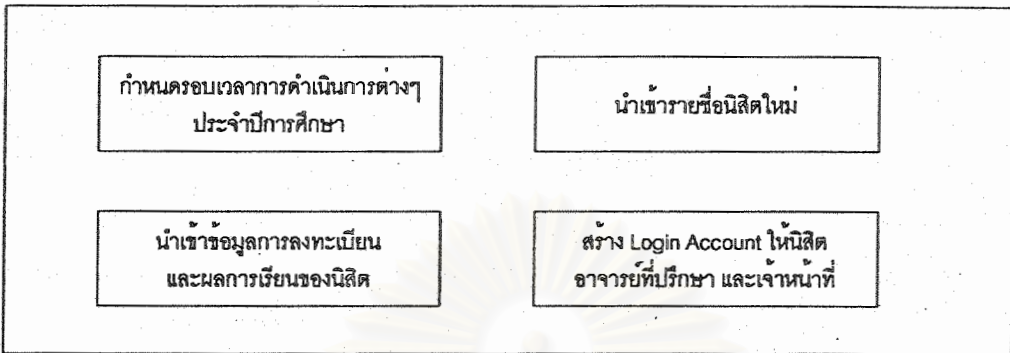 กำหนดรอบเวลาการดำเนินการต่างๆ
ประจำปีการศึกษา
นำเข้ารายชื่อนิสิตใหม่
นำเข้าข้อมูลการลงทะเบียน
และผลการเรียนของนิสิต
สร้าง Login Account ให้นิสิต
อาจารย์ที่ปรึกษา และเจ้าหน้าที่